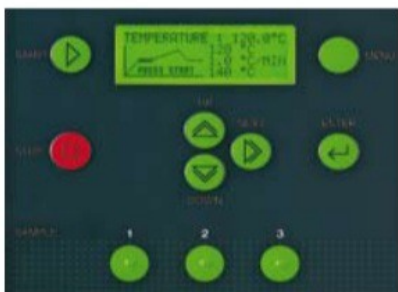 TEMPERATURE : 120.0°C
120 °C
1.0 °C/MIN
140 °C
PRESS START
START
MENU
UP
NEXT
ENTER
STOP
DOWN
SAMPLE
1 2 3